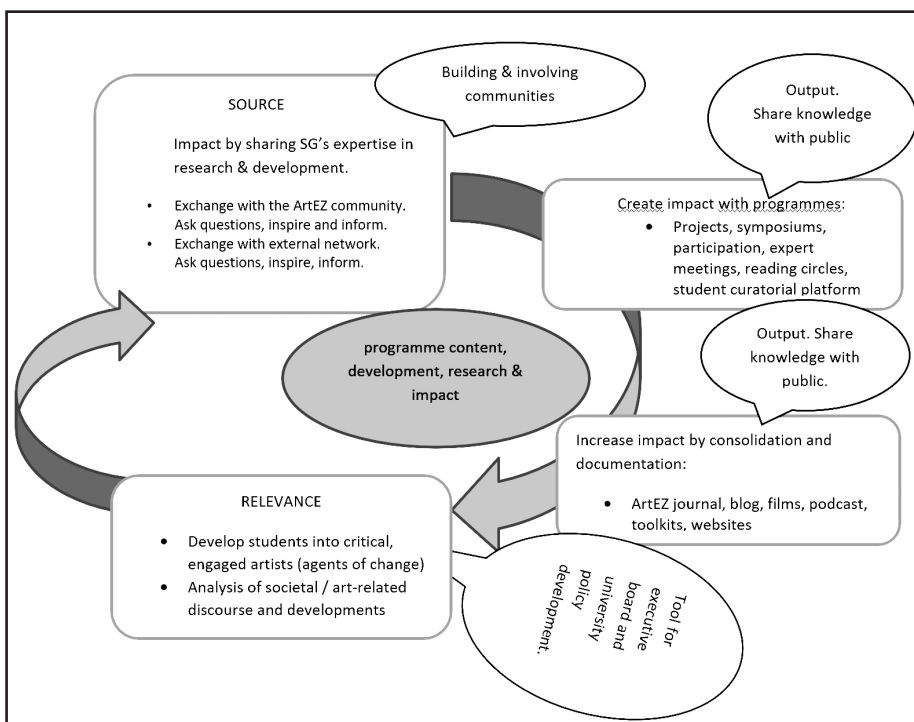 Building & involving
communities
SOURCE
Impact by sharing SG’s expertise in
research & development.
• Exchange with the ArtEZ community.
Ask questions, inspire and inform.
• Exchange with external network.
Ask questions, inspire, inform.
Output.
Share knowledge
with public
Create impact with programmes:
• Projects, symposiums,
participation, expert
meetings, reading circles,
student curatorial platform
programme content,
development, research &
impact
Output. Share
knowledge with
public.
Increase impact by consolidation and
documentation:
• ArtEZ journal, blog, films, podcast,
toolkits, websites
RELEVANCE
• Develop students into critical,
engaged artists (agents of change)
• Analysis of societal / art-related
discourse and developments
Tool for
executive
board and
university
policy
development.